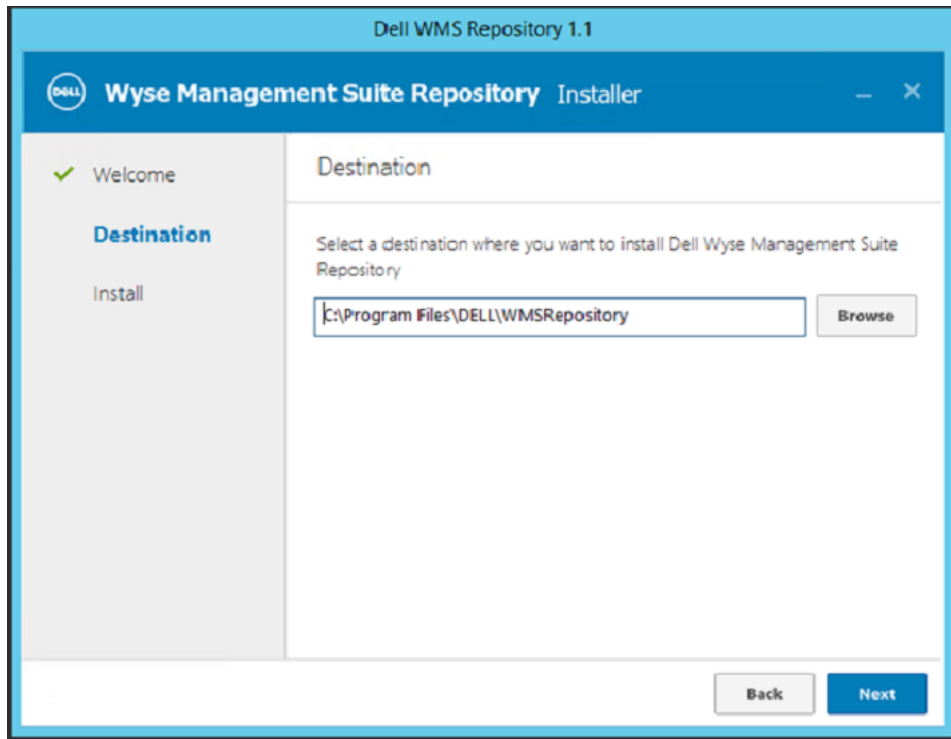 Dell WMS Repository 1.1
DELL
Wyse Management Suite Repository Installer
Welcome
Destination
Install
Destination
Select a destination where you want to install Dell Wyse Management Suite
Repository
C:\Program Files\DELL\WMSRepository
Browse
Back
Next